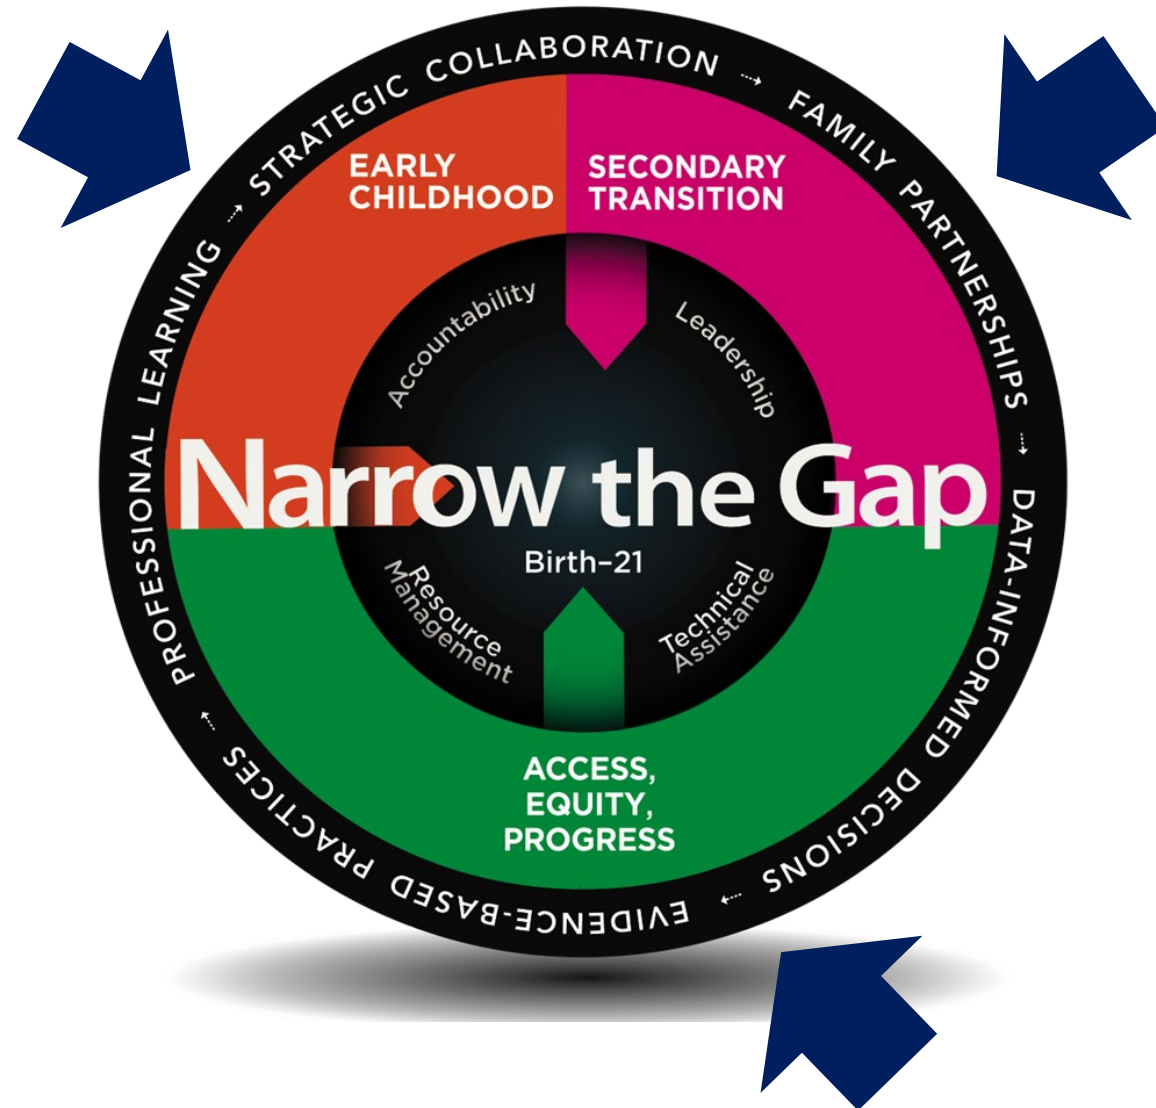 STRATEGIC COLLABORATION → FAMILY PARTNERSHIPS → DATA-INFORMED DECISIONS → EVIDENCE-BASED PRACTICES → PROFESSIONAL LEARNING →
EARLY
CHILDHOOD
SECONDARY
TRANSITION
Accountability
Leadership
Narrow the Gap
Birth–21
Resource
Management
Technical
Assistance
ACCESS,
EQUITY,
PROGRESS